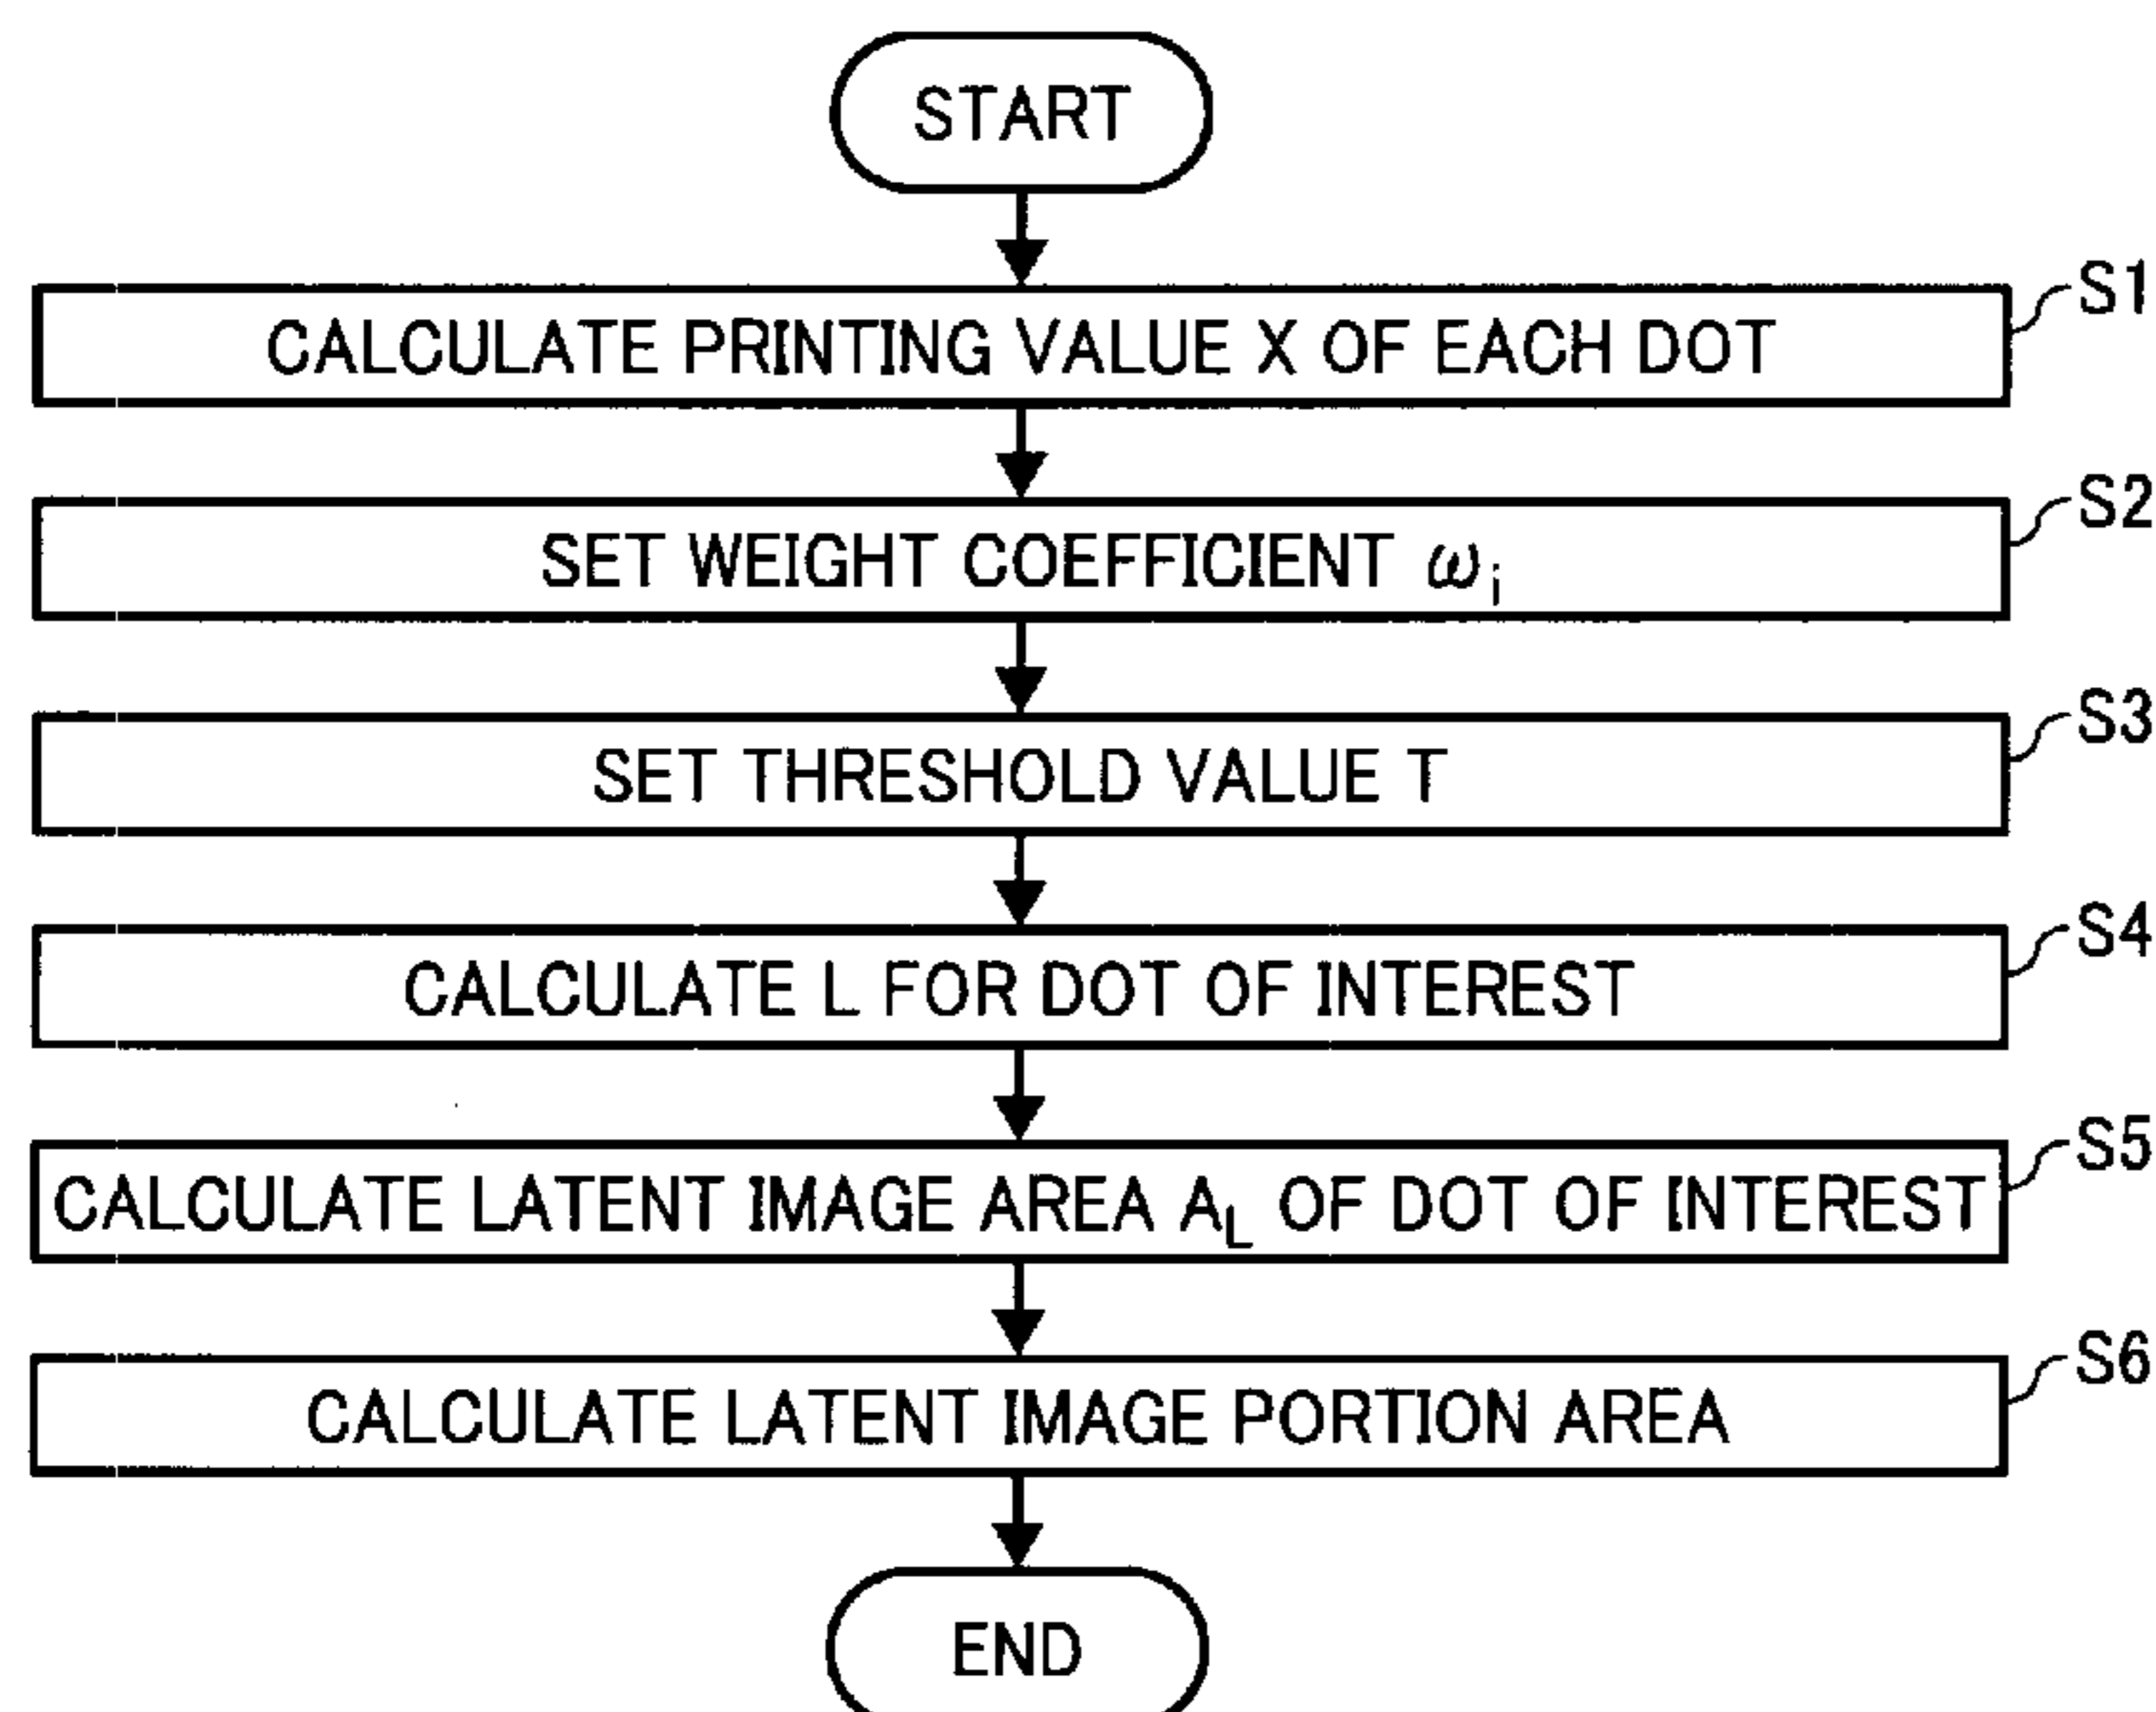 START
S1
CALCULATE PRINTING VALUE X OF EACH DOT
S2
SET WEIGHT COEFFICIENT ωi
S3
SET THRESHOLD VALUE T
S4
CALCULATE L FOR DOT OF INTEREST
S5
CALCULATE LATENT IMAGE AREA AL OF DOT OF INTEREST
S6
CALCULATE LATENT IMAGE PORTION AREA
END